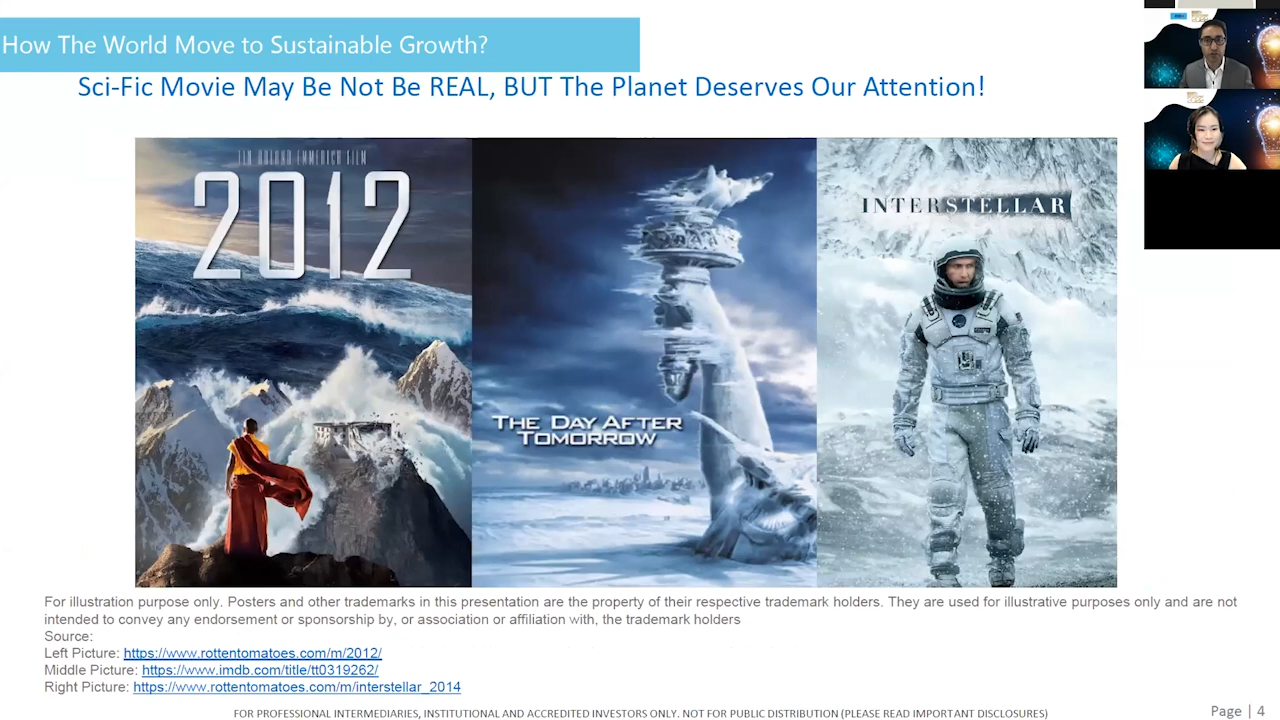 How The World Move to Sustainable Growth?
Sci-Fic Movie May Be Not Be REAL, BUT The Planet Deserves Our Attention!
2012
THE DAY AFTER
TOMORROW
INTERSTELLAR
For illustration purpose only. Posters and other trademarks in this presentation are the property of their respective trademark holders. They are used for illustrative purposes only and are not
intended to convey any endorsement or sponsorship by, or association or affiliation with, the trademark holders
Source:
Left Picture: https://www.rottentomatoes.com/m/2012/
Middle Picture: https://www.imdb.com/title/tt0319262/
Right Picture: https://www.rottentomatoes.com/m/interstellar_2014
FOR PROFESSIONAL INTERMEDIARIES, INSTITUTIONAL AND ACCREDITED INVESTORS ONLY. NOT FOR PUBLIC DISTRIBUTION (PLEASE READ IMPORTANT DISCLOSURES)
Page | 4